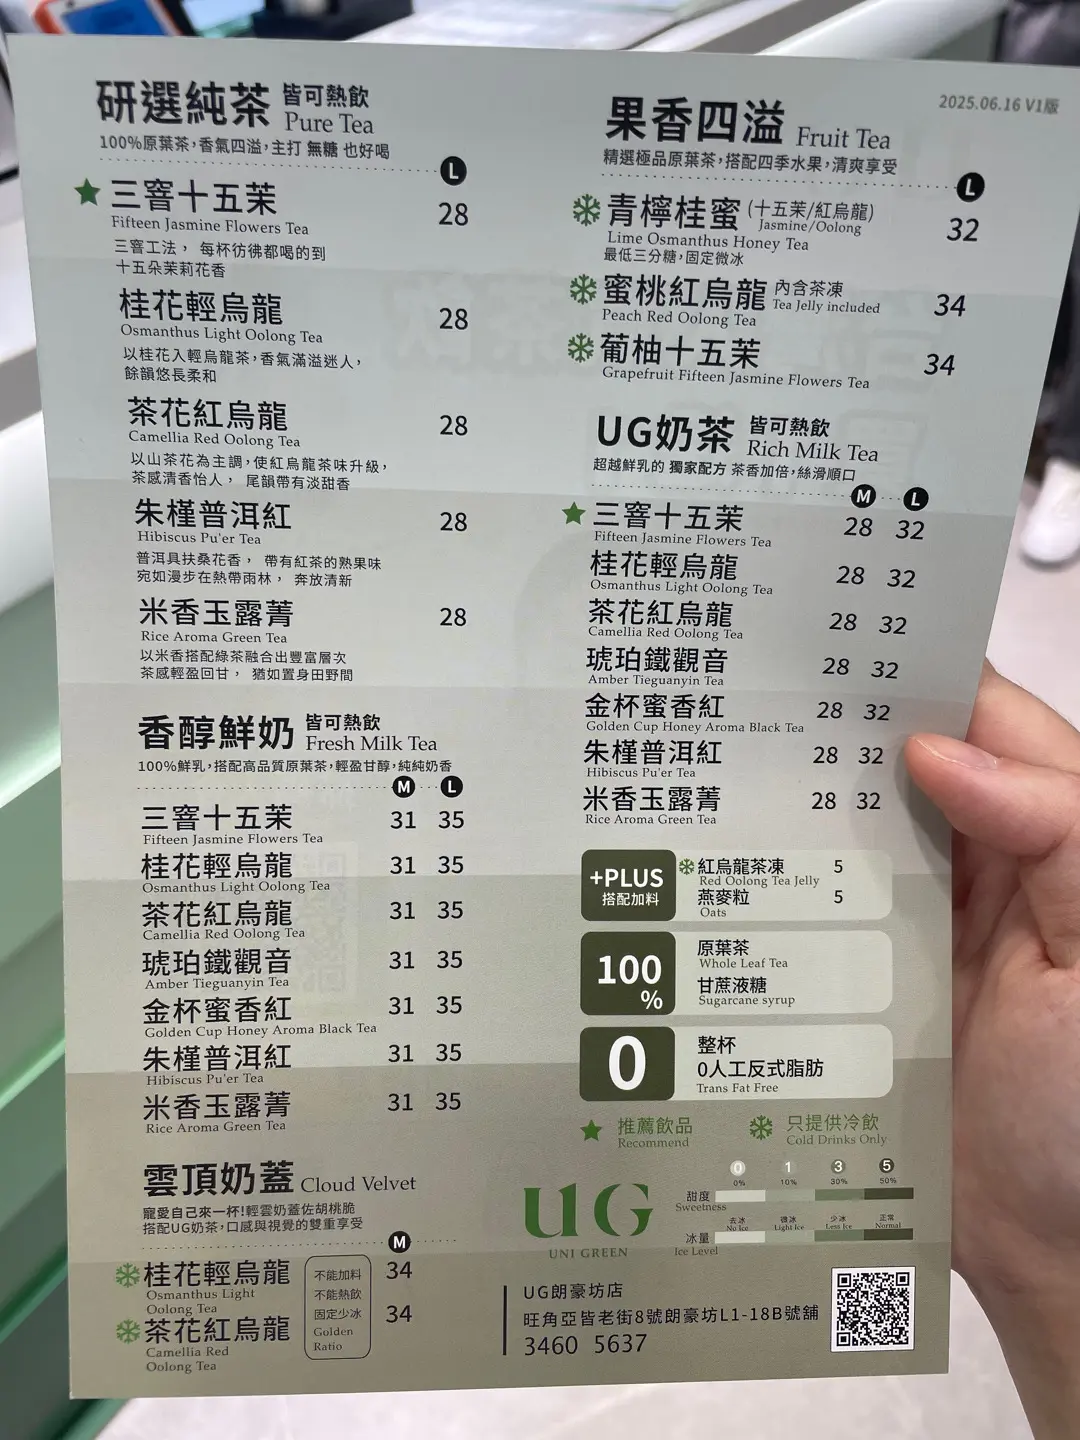 研選純茶 皆可熱飲
Pure Tea
100%原葉茶,香氣四溢,主打 無糖 也好喝
L
三窨十五茉 28
Fifteen Jasmine Flowers Tea
三窨工法， 每杯彷彿都喝的到
十五朵茉莉花香
桂花輕烏龍 28
Osmanthus Light Oolong Tea
以桂花入輕烏龍茶,香氣滿溢迷人，
餘韻悠長柔和
茶花紅烏龍 28
Camellia Red Oolong Tea
以山茶花為主調,使紅烏龍茶味升級，
茶感清香怡人， 尾韻帶有淡甜香
朱槿普洱紅 28
Hibiscus Pu'er Tea
普洱具扶桑花香， 帶有紅茶的熟果味
宛如漫步在熱帶雨林， 奔放清新
米香玉露菁 28
Rice Aroma Green Tea
以米香搭配綠茶融合出豐富層次
茶感輕盈回甘， 猶如置身田野間
香醇鮮奶 皆可熱飲
Fresh Milk Tea
100%鮮乳,搭配高品質原葉茶,輕盈甘醇,純純奶香
M L
三窨十五茉 31 35
Fifteen Jasmine Flowers Tea
桂花輕烏龍 31 35
Osmanthus Light Oolong Tea
茶花紅烏龍 31 35
Camellia Red Oolong Tea
琥珀鐵觀音 31 35
Amber Tieguanyin Tea
金杯蜜香紅 31 35
Golden Cup Honey Aroma Black Tea
朱槿普洱紅 31 35
Hibiscus Pu'er Tea
米香玉露菁 31 35
Rice Aroma Green Tea
雲頂奶蓋 Cloud Velvet
寵愛自己來一杯!輕雲奶蓋佐胡桃脆
搭配UG奶茶,口感與視覺的雙重享受
M
桂花輕烏龍 34
Osmanthus Light
Oolong Tea
茶花紅烏龍 34
Camellia Red
Oolong Tea
不能加料
不能熱飲
固定少冰
Golden
Ratio
2025.06.16 V1版
果香四溢 Fruit Tea
精選極品原葉茶,搭配四季水果,清爽享受
L
青檸桂蜜 (十五茉/紅烏龍) 32
Jasmine/Oolong
Lime Osmanthus Honey Tea
最低三分糖,固定微冰
蜜桃紅烏龍 內含茶凍 34
Tea Jelly included
Peach Red Oolong Tea
葡柚十五茉 34
Grapefruit Fifteen Jasmine Flowers Tea
UG奶茶 皆可熱飲
Rich Milk Tea
超越鮮乳的 獨家配方 茶香加倍,絲滑順口
M L
三窨十五茉 28 32
Fifteen Jasmine Flowers Tea
桂花輕烏龍 28 32
Osmanthus Light Oolong Tea
茶花紅烏龍 28 32
Camellia Red Oolong Tea
琥珀鐵觀音 28 32
Amber Tieguanyin Tea
金杯蜜香紅 28 32
Golden Cup Honey Aroma Black Tea
朱槿普洱紅 28 32
Hibiscus Pu'er Tea
米香玉露菁 28 32
Rice Aroma Green Tea
+PLUS
搭配加料
紅烏龍茶凍 5
Red Oolong Tea Jelly
燕麥粒 5
Oats
100
%
原葉茶
Whole Leaf Tea
甘蔗液糖
Sugarcane syrup
0
整杯
0人工反式脂肪
Trans Fat Free
推薦飲品
Recommend
只提供冷飲
Cold Drinks Only
UG
UNI GREEN
0 1 3 5
0% 10% 30% 50%
甜度
Sweetness
去冰 微冰 少冰 正常
No Ice Light Ice Less Ice Normal
冰量
Ice Level
UG朗豪坊店
旺角亞皆老街8號朗豪坊L1-18B號舖
3460 5637